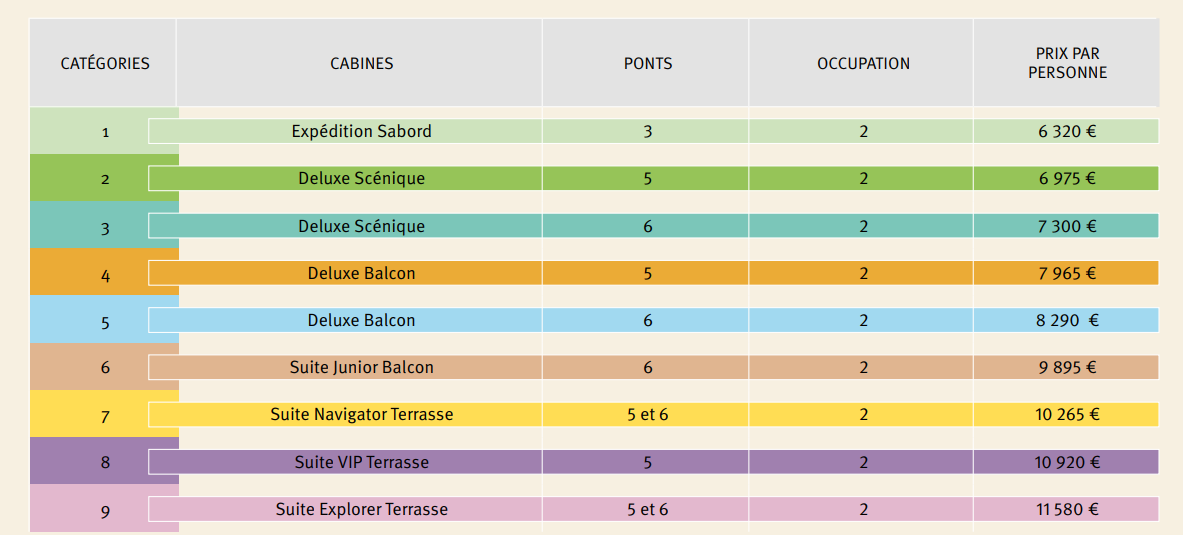 CATÉGORIES CABINES PONTS OCCUPATION PRIX PAR PERSONNE
1 Expédition Sabord 3 2 6 320 €
2 Deluxe Scénique 5 2 6 975 €
3 Deluxe Scénique 6 2 7 300 €
4 Deluxe Balcon 5 2 7 965 €
5 Deluxe Balcon 6 2 8 290 €
6 Suite Junior Balcon 6 2 9 895 €
7 Suite Navigator Terrasse 5 et 6 2 10 265 €
8 Suite VIP Terrasse 5 2 10 920 €
9 Suite Explorer Terrasse 5 et 6 2 11 580 €